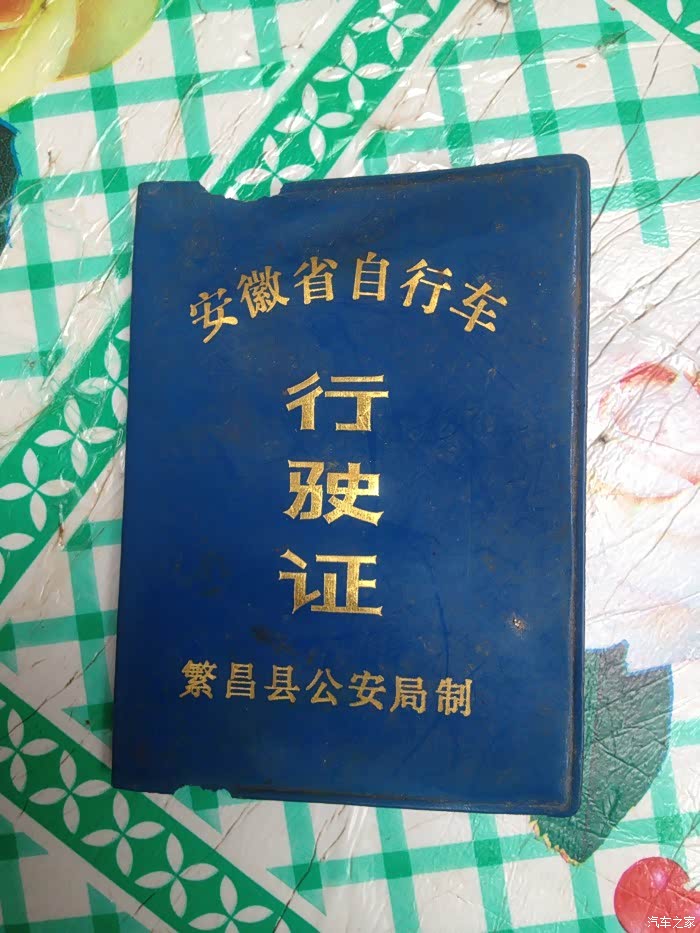 安徽省自行车
行
驶
证
繁昌县公安局制
汽车之家